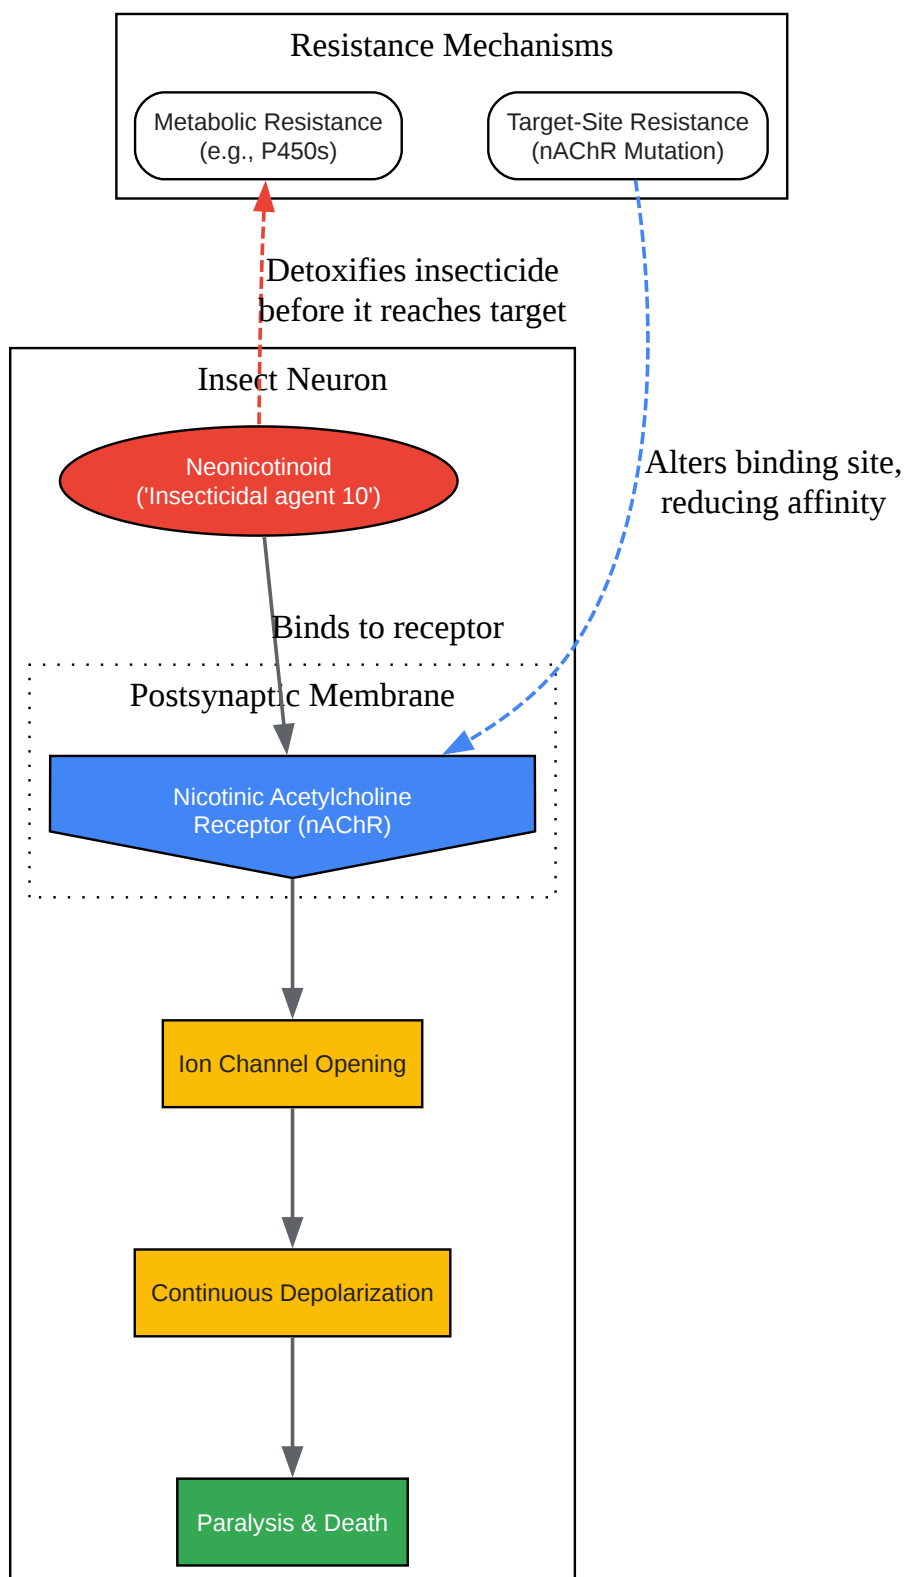 Resistance Mechanisms
Metabolic Resistance
(e.g., P450s)
Target-Site Resistance
(nAChR Mutation)
Detoxifies insecticide
before it reaches target
Insect Neuron
Neonicotinoid
('Insecticidal agent 10')
Alters binding site,
reducing affinity
Binds to receptor
Postsynaptic Membrane
Nicotinic Acetylcholine
Receptor (nAChR)
Ion Channel Opening
Continuous Depolarization
Paralysis & Death